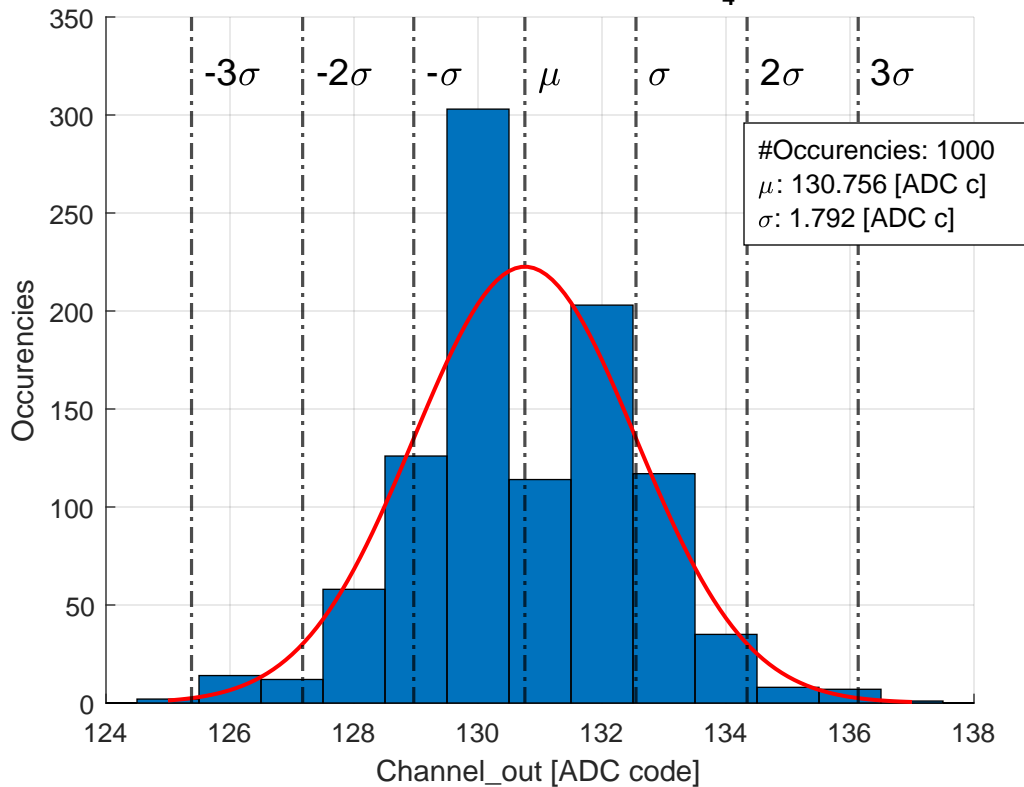 4
350
300
250
200
150
100
50
0
-3σ -2σ -σ μ σ 2σ 3σ
#Occurencies: 1000
μ: 130.756 [ADC c]
σ: 1.792 [ADC c]
Occurencies
124 126 128 130 132 134 136 138
Channel_out [ADC code]